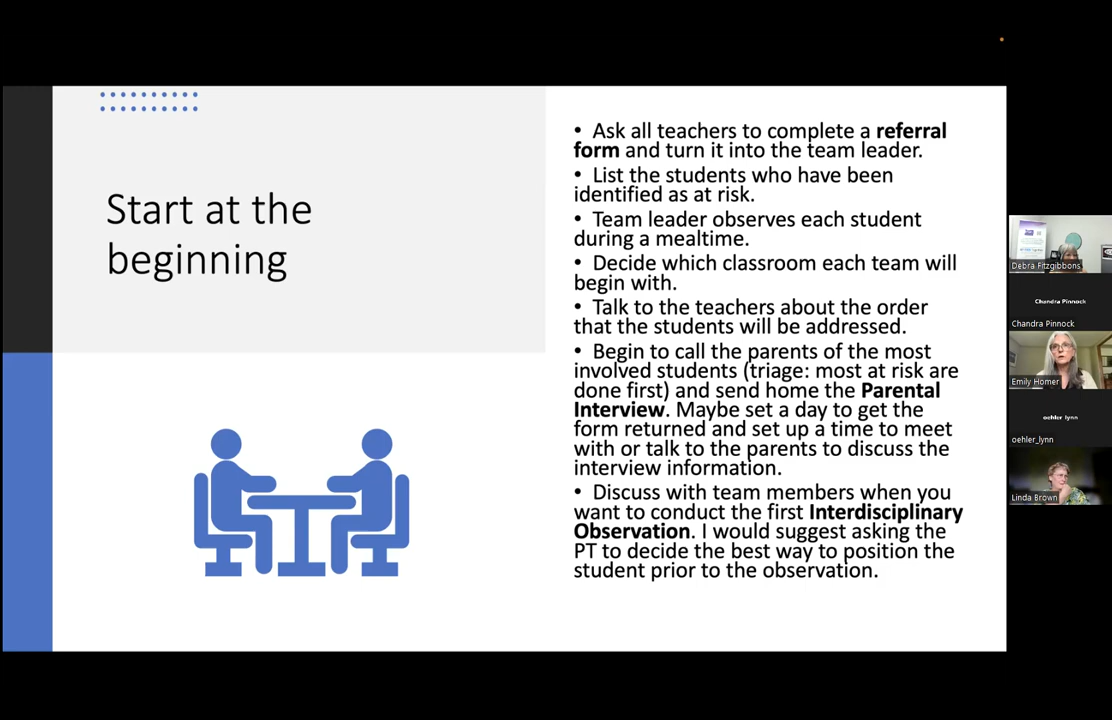 Start at the
beginning
• Ask all teachers to complete a referral
form and turn it into the team leader.
• List the students who have been
identified as at risk.
• Team leader observes each student
during a mealtime.
• Decide which classroom each team will
begin with.
• Talk to the teachers about the order
that the students will be addressed.
• Begin to call the parents of the most
involved students (triage: most at risk are
done first) and send home the Parental
Interview. Maybe set a day to get the
form returned and set up a time to meet
with or talk to the parents to discuss the
interview information.
• Discuss with team members when you
want to conduct the first Interdisciplinary
Observation. I would suggest asking the
PT to decide the best way to position the
student prior to the observation.
Debra Fitzgibbons
Chandra Pinnock
Chandra Pinnock
Emily Homer
oehler_lynn
oehler_lynn
Linda Brown